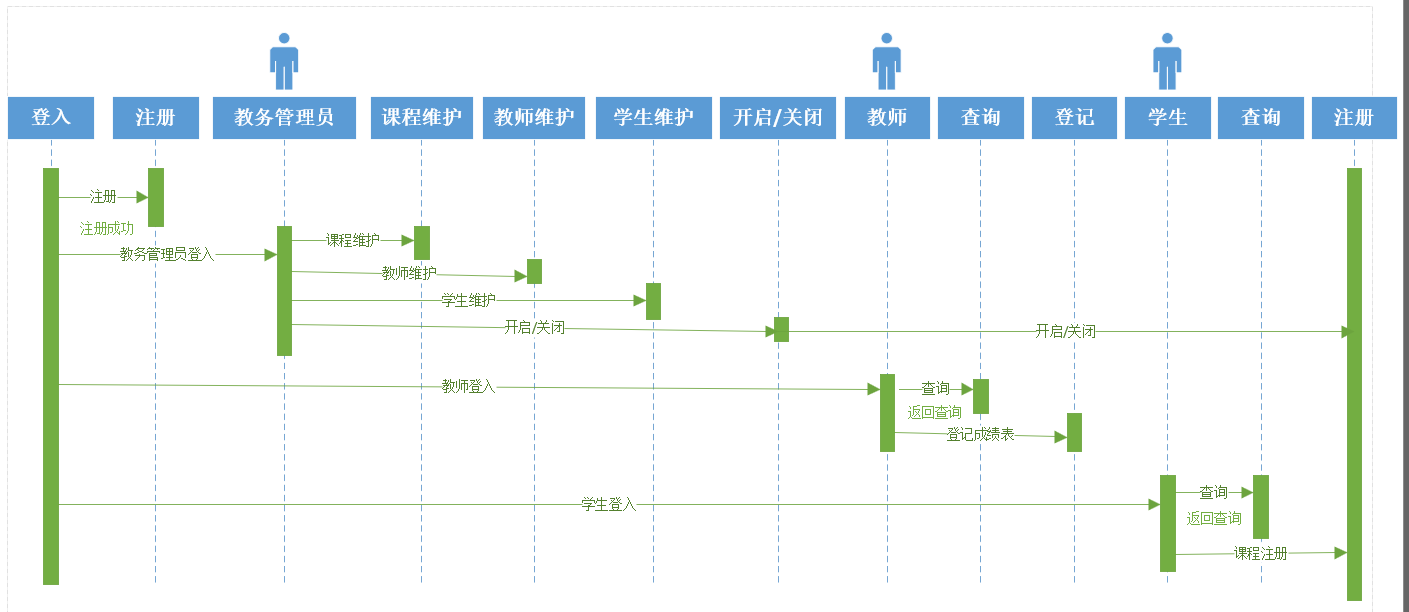 登入
注册
教务管理员
课程维护
教师维护
学生维护
开启/关闭
教师
查询
登记
学生
查询
注册
注册
注册成功
课程维护
教务管理员登入
教师维护
学生维护
开启/关闭
开启/关闭
教师登入
查询
返回查询
登记成绩表
学生登入
查询
返回查询
课程注册